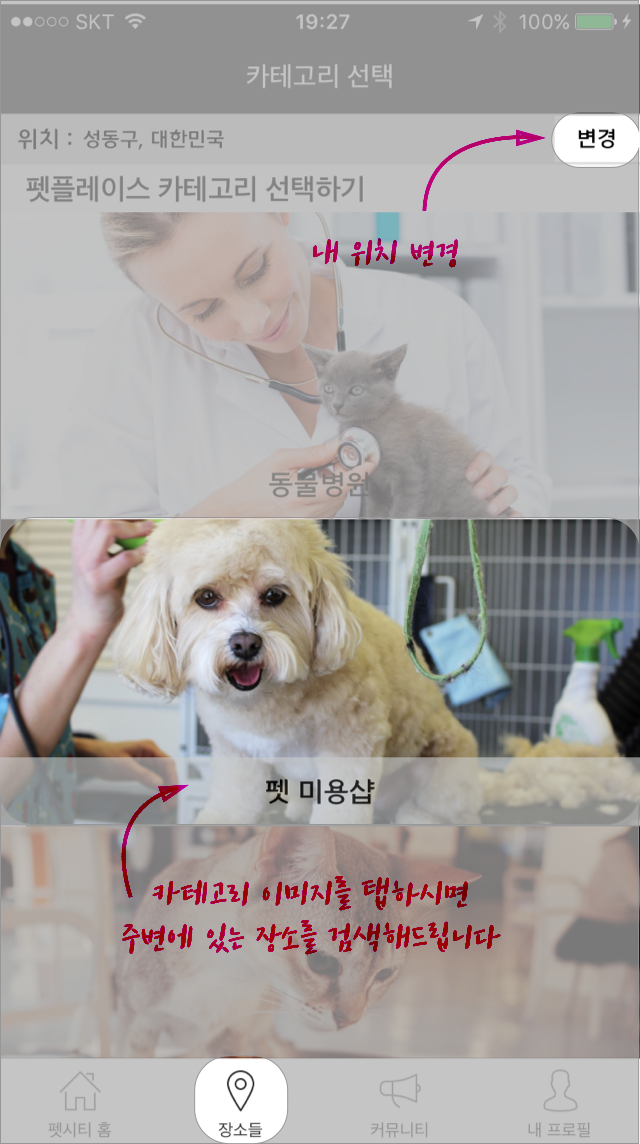 SKT 19:27 100%
카테고리 선택
위치 : 성동구, 대한민국 변경
펫플레이스 카테고리 선택하기
내 위치 변경
동물병원
펫 미용샵
카테고리 이미지를 탭하시면
주변에 있는 장소를 검색해드립니다
펫시티 홈 장소들 커뮤니티 내 프로필